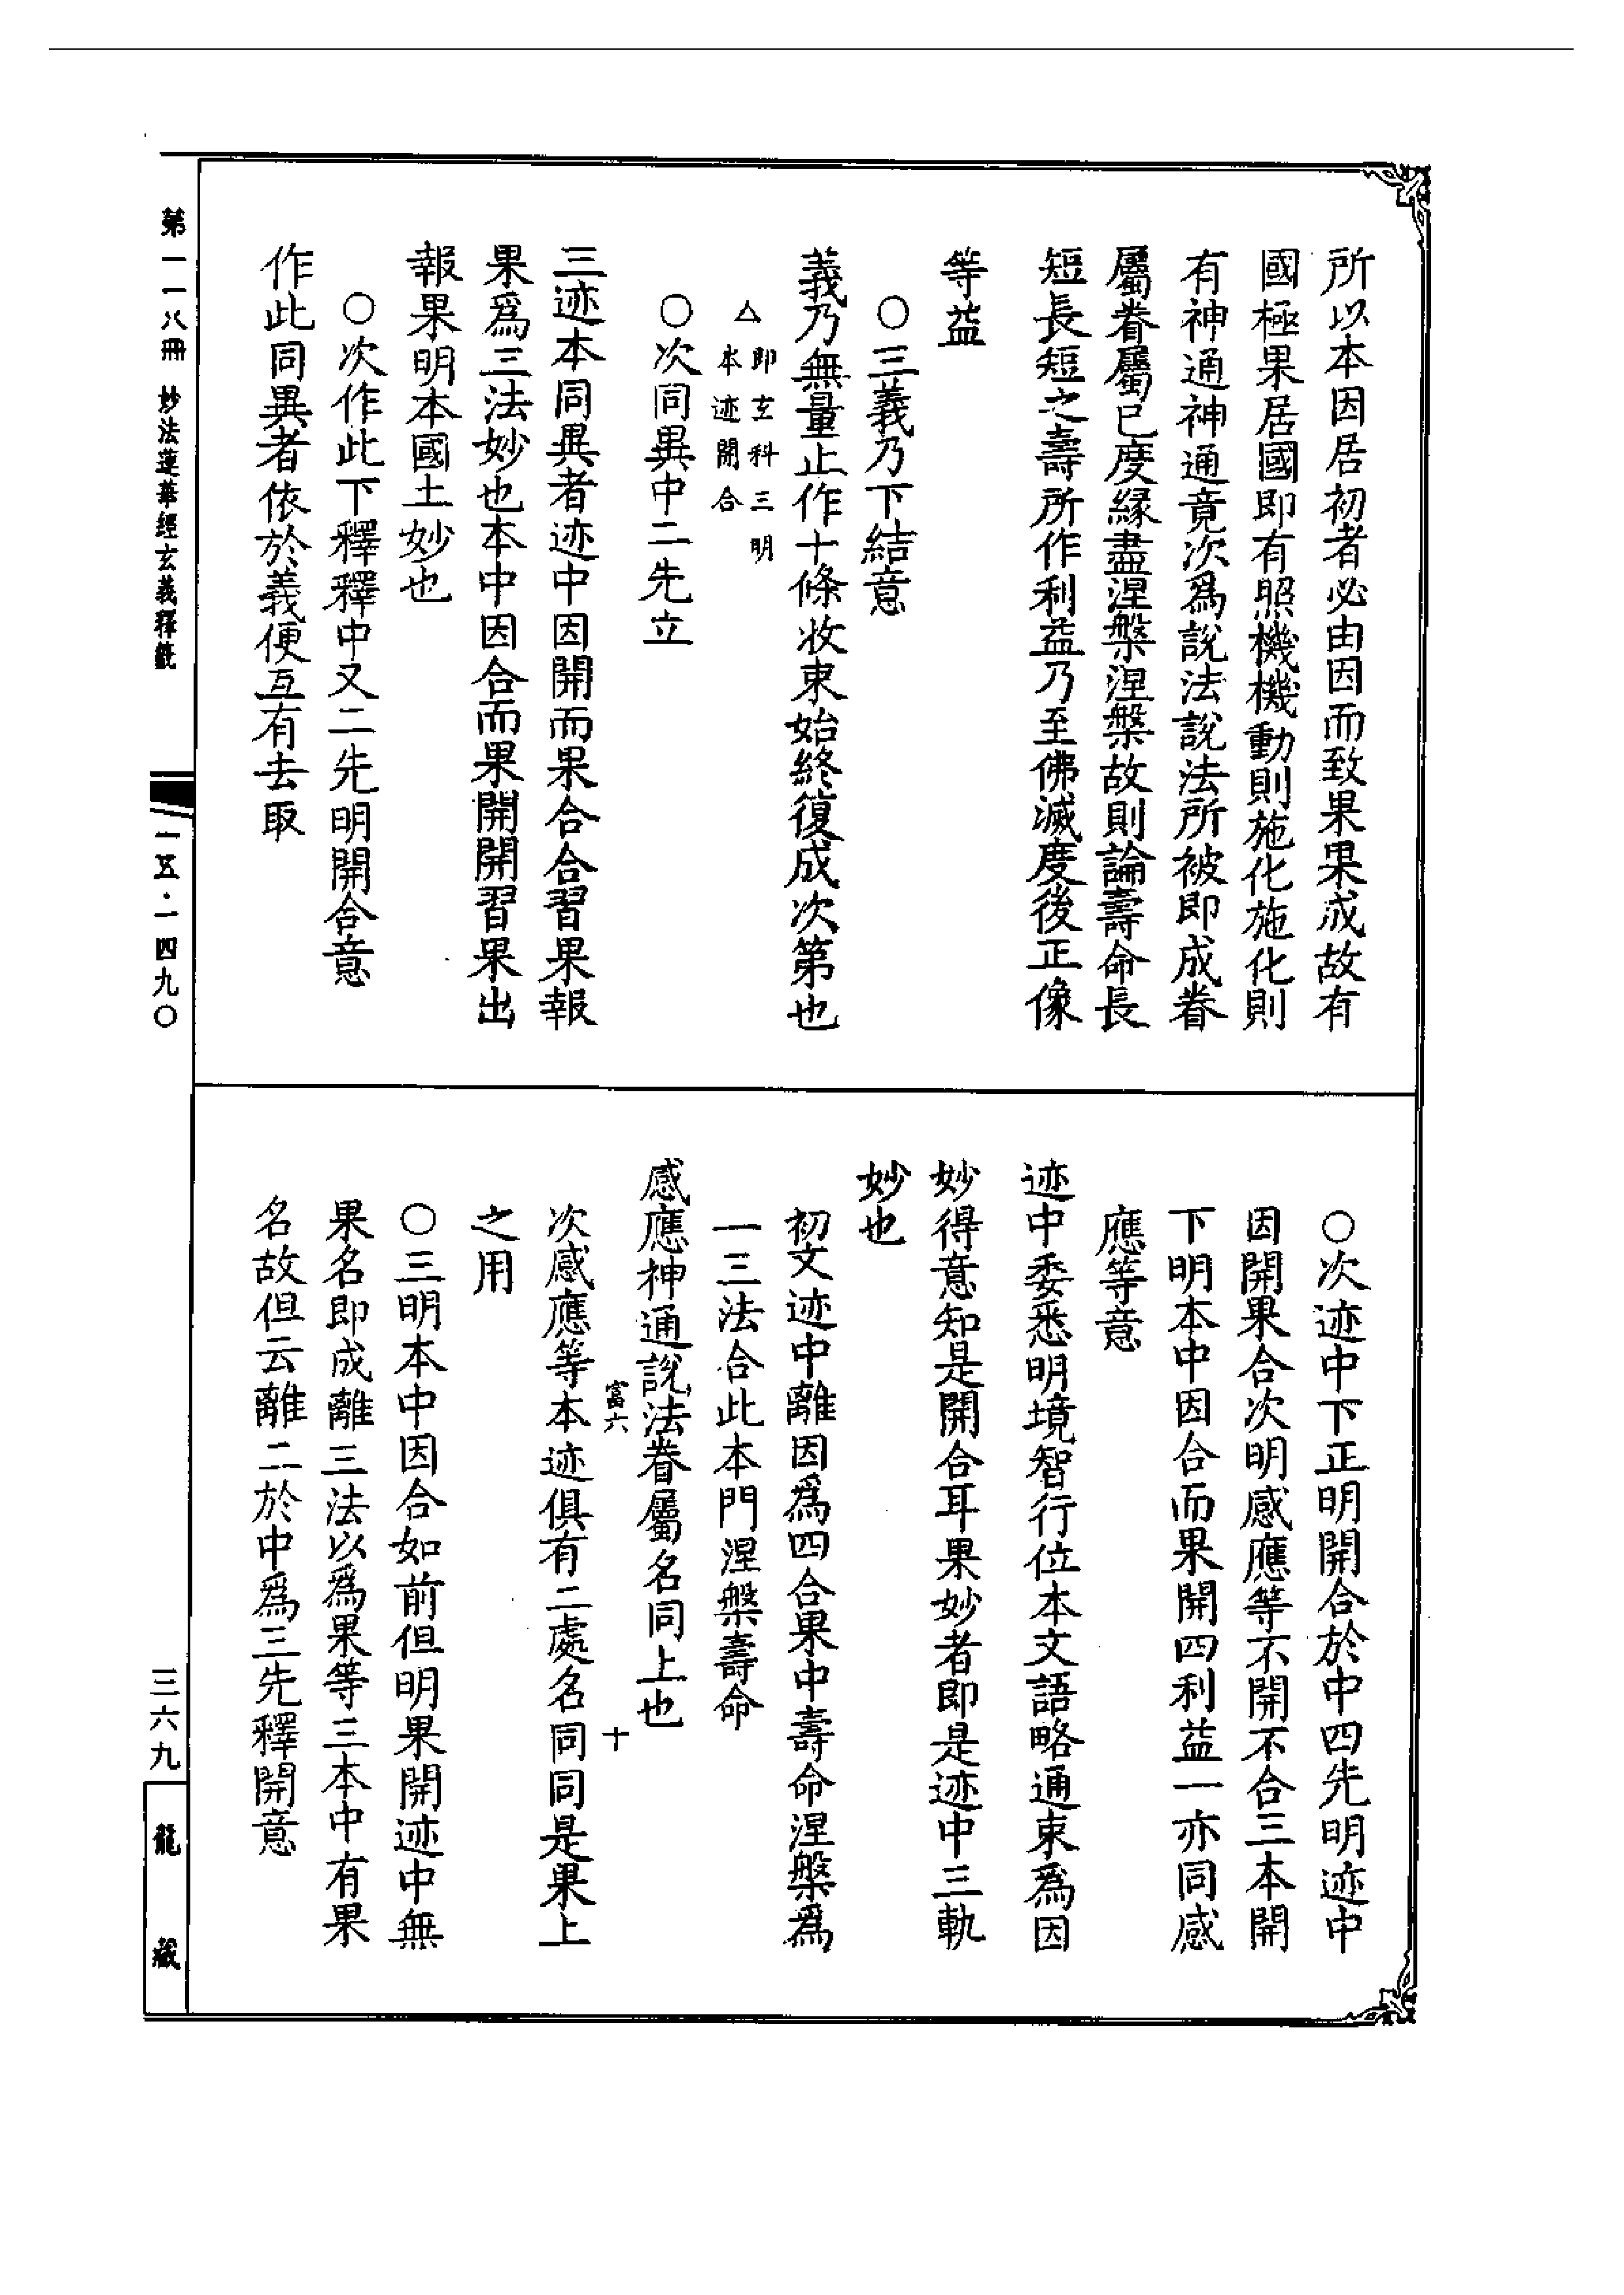 所以本因居初者必由因而致果果成故有
國極果居國即有照機機動則施化施化則
有神通神通竟次爲說法說法所被即成眷
屬眷屬已度緣盡涅槃涅槃故則論壽命長
短長短之壽所作利益乃至佛滅度後正像
等益
○三義乃下結意
義乃無量止作十條收束始終復成次第也
△即玄科三明
本迹開合
○次同異中二先立
三迹本同異者迹中因開而果合合習果報
果爲三法妙也本中因合而果開開習果出
報果明本國土妙也
○次作此下釋釋中又二先明開合意
作此同異者依於義便互有去取
○次迹中下正明開合於中四先明迹中
因開果合次明感應等不開不合三本開
下明本中因合而果開四利益一亦同感
應等意
迹中委悉明境智行位本文語略通束爲因
妙得意知是開合耳果妙者即是迹中三軌
妙也
初文迹中離因爲四合果中壽命涅槃爲
一三法合此本門涅槃壽命
感應神通說法眷屬名同上也
富六
十
次感應等本迹俱有二處名同同是果上
之用
○三明本中因合如前但明果開迹中無
果名即成離三法以爲果等三本中有果
名故但云離二於中爲三先釋開意
第一一八冊 妙法蓮華經玄義釋籤
一五·一四九〇
三六九
龍藏